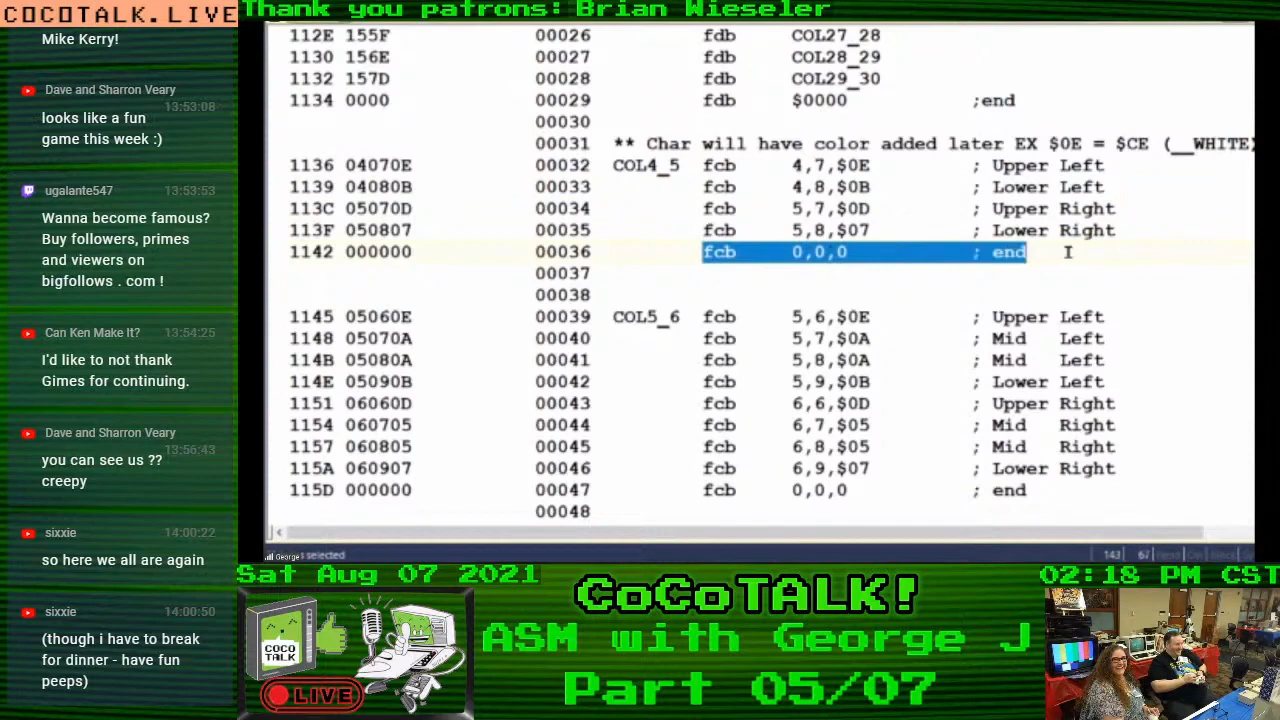 COCOTALK.LIVE
Thank you patrons: Brian Wieseler
Mike Kerry!
Dave and Sharron Veary
13:53:08
looks like a fun
game this week :)
ugalante547
13:53:53
Wanna become famous?
Buy followers, primes
and viewers on
bigfollows . com !
Can Ken Make It?
13:54:25
I'd like to not thank
Gimes for continuing.
Dave and Sharron Veary
13:56:43
you can see us ??
creepy
sixxie
14:00:22
so here we all are again
sixxie
14:00:50
(though i have to break
for dinner - have fun
peeps)
112E 155F 00026 fdb COL27_28
1130 156E 00027 fdb COL28_29
1132 157D 00028 fdb COL29_30
1134 0000 00029 fdb $0000 ;end
00030
00031 ** Char will have color added later EX $0E = $CE (__WHITE)
1136 04070E 00032 COL4_5 fcb 4,7,$0E ; Upper Left
1139 04080B 00033 fcb 4,8,$0B ; Lower Left
113C 05070D 00034 fcb 5,7,$0D ; Upper Right
113F 050807 00035 fcb 5,8,$07 ; Lower Right
1142 000000 00036 fcb 0,0,0 ; end
00037
00038
1145 05060E 00039 COL5_6 fcb 5,6,$0E ; Upper Left
1148 05070A 00040 fcb 5,7,$0A ; Mid Left
114B 05080A 00041 fcb 5,8,$0A ; Mid Left
114E 05090B 00042 fcb 5,9,$0B ; Lower Left
1151 06060D 00043 fcb 6,6,$0D ; Upper Right
1154 060705 00044 fcb 6,7,$05 ; Mid Right
1157 060805 00045 fcb 6,8,$05 ; Mid Right
115A 060907 00046 fcb 6,9,$07 ; Lower Right
115D 000000 00047 fcb 0,0,0 ; end
00048
George selected
143 67
Sat Aug 07 2021
CoCoTALK!
02:18 PM CST
COCO
TALK
LIVE
ASM with George J
Part 05/07